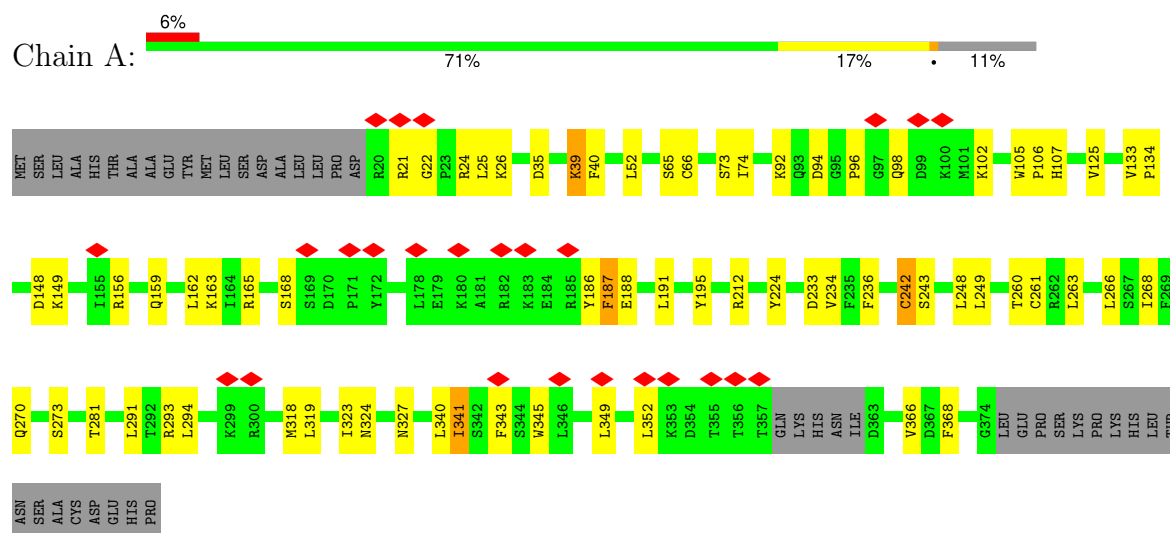 6%
Chain A:
71% 17% • 11%
MET SER LEU ALA HIS THR ALA ALA GLU TYR MET LEU SER ASP ALA LEU LEU PRO ASP R20 R21 G22 P23 R24 L25 K26 D35 K39 F40 L52 S65 C66 S73 I74 K92 Q93 D94 G95 P96 G97 Q98 D99 K100 M101 K102 W105 P106 H107 V125 V133 P134
D148 K149 I155 R156 Q159 L162 K163 I164 R165 S168 S169 D170 P171 Y172 L178 E179 K180 A181 R182 K183 E184 R185 Y186 F187 E188 L191 Y195 R212 Y224 D233 V234 F235 F236 C242 S243 L248 L249 T260 C261 R262 L263 L266 S267 I268 F269
Q270 S273 T281 L291 T292 R293 L294 K299 R300 M318 L319 I323 N324 N327 L340 I341 S342 F343 S344 W345 L346 L349 L352 K353 D354 T355 T356 T357 GLN LYS HIS ASN ILE D363 V366 D367 F368 G374 LEU GLU PRO SER LYS PRO LYS HIS LEU TYR
ASN SER ALA CYS ASP GLU HIS PRO